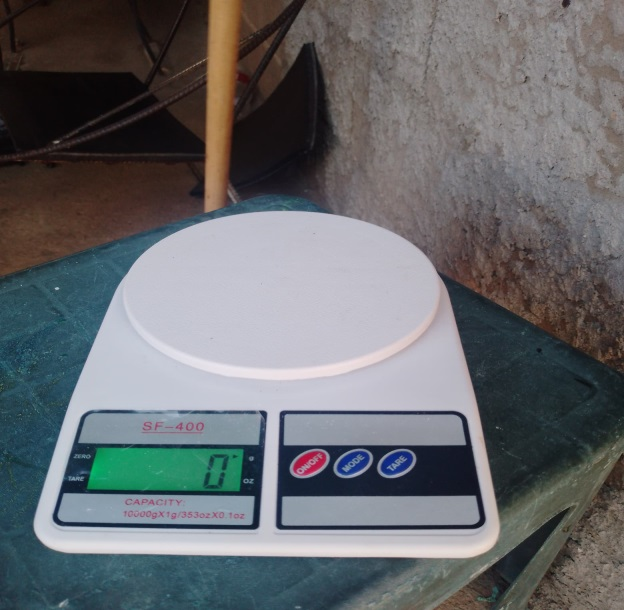 SF-400
ZERO
g
0
TARE
OZ
CAPACITY:
10000gX1g/353ozX0.1oz
ON/OFF
MODE
TARE